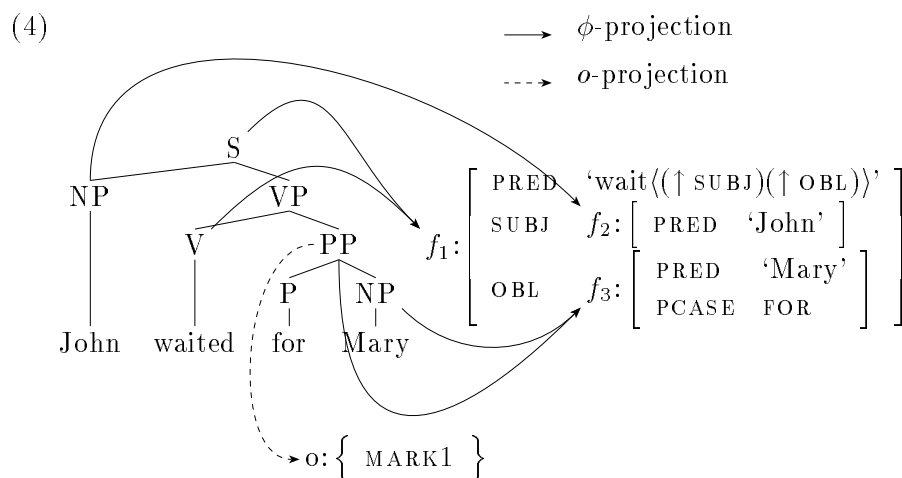 (4)
ϕ-projection
o-projection
S
NP VP
V PP
P NP
John waited for Mary
f1: [ PRED ‘wait⟨(↑ SUBJ)(↑ OBL)⟩’
SUBJ f2: [ PRED ‘John’ ]
OBL f3: [ PRED ‘Mary’
PCASE FOR ] ]
o: { MARK1 }